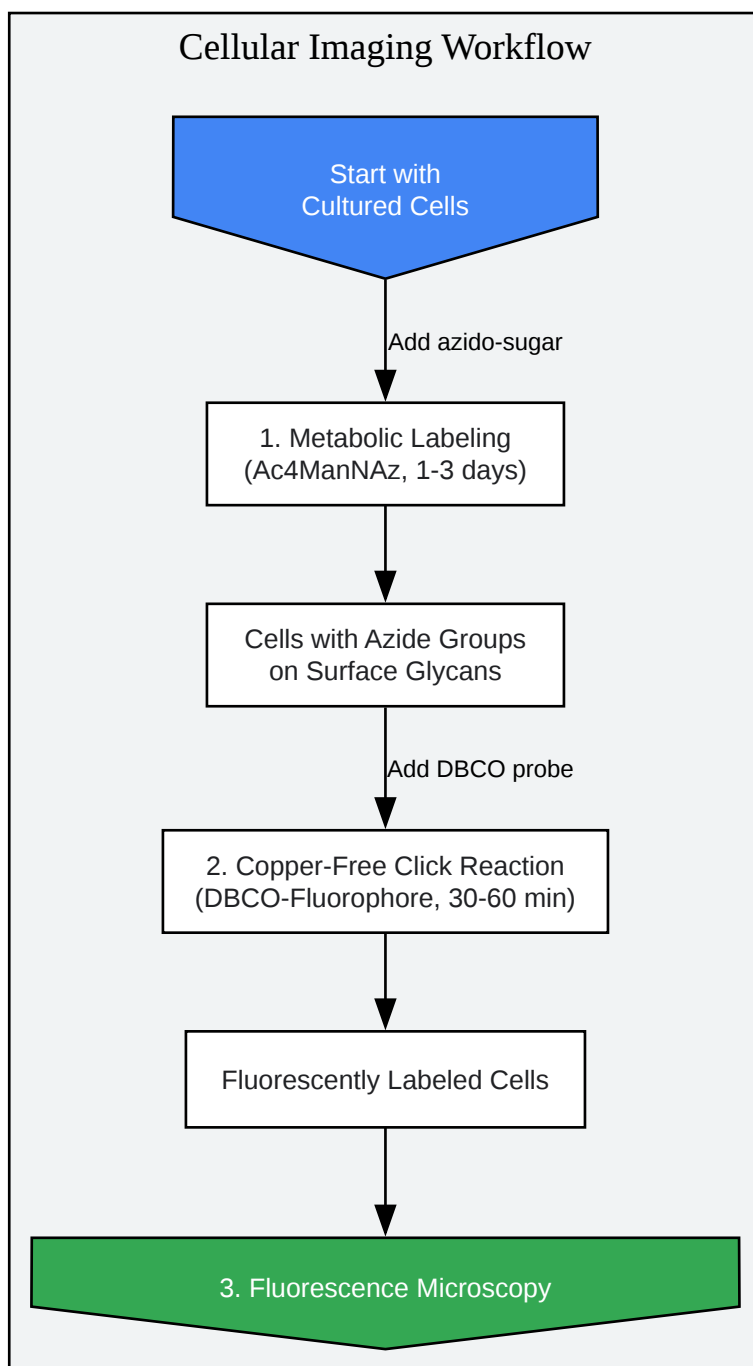 Cellular Imaging Workflow
Start with
Cultured Cells
Add azido-sugar
1. Metabolic Labeling
(Ac4ManNAz, 1-3 days)
Cells with Azide Groups
on Surface Glycans
Add DBCO probe
2. Copper-Free Click Reaction
(DBCO-Fluorophore, 30-60 min)
Fluorescently Labeled Cells
3. Fluorescence Microscopy